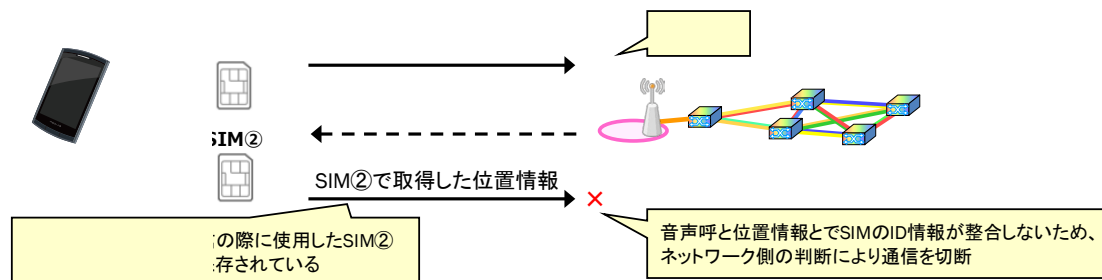 SIM②
SIM②で取得した位置情報
の際に使用したSIM②
存されている
音声呼と位置情報とでSIMのID情報が整合しないため、
ネットワーク側の判断により通信を切断